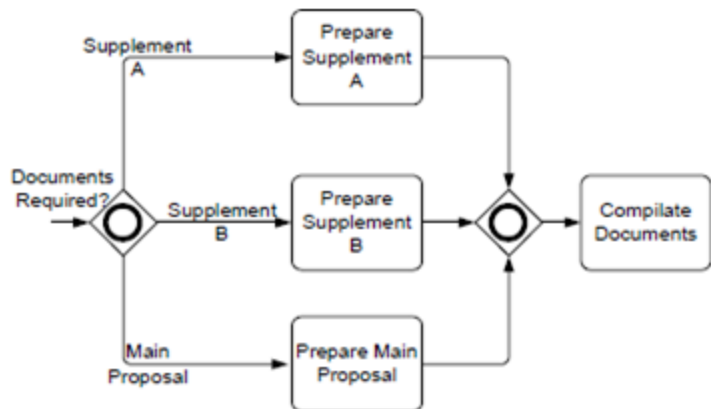 Supplement
A
Prepare
Supplement
A
Documents
Required?
Supplement
B
Prepare
Supplement
B
Compilate
Documents
Main
Proposal
Prepare Main
Proposal